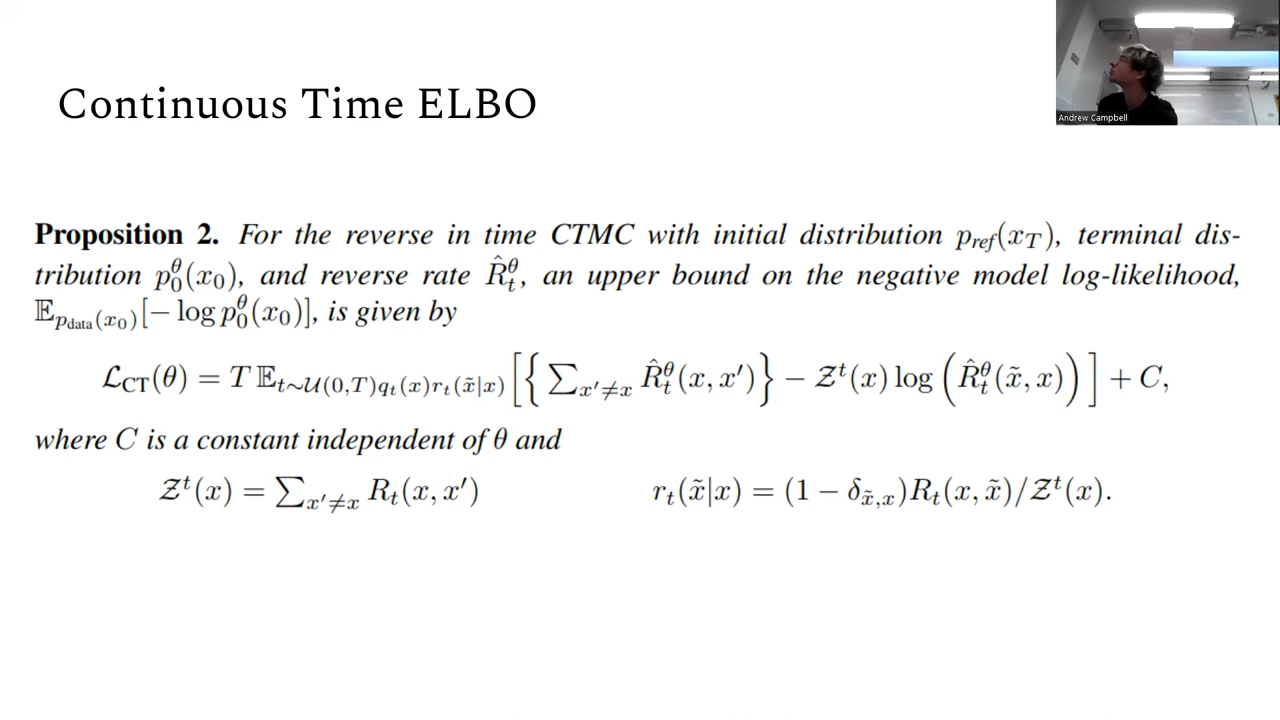 Continuous Time ELBO
Andrew Campbell
Proposition 2. For the reverse in time CTMC with initial distribution p_ref(x_T), terminal dis-
tribution p_0^θ(x_0), and reverse rate R̂_t^θ, an upper bound on the negative model log-likelihood,
𝔼_{p_data(x_0)}[− log p_0^θ(x_0)], is given by
ℒ_CT(θ) = T 𝔼_{t∼𝒰(0,T)q_t(x)r_t(x̃|x)} [ { ∑_{x′≠x} R̂_t^θ(x, x′) } − 𝒵^t(x) log ( R̂_t^θ(x̃, x) ) ] + C,
where C is a constant independent of θ and
𝒵^t(x) = ∑_{x′≠x} R_t(x, x′) r_t(x̃|x) = (1 − δ_{x̃,x})R_t(x, x̃)/𝒵^t(x).